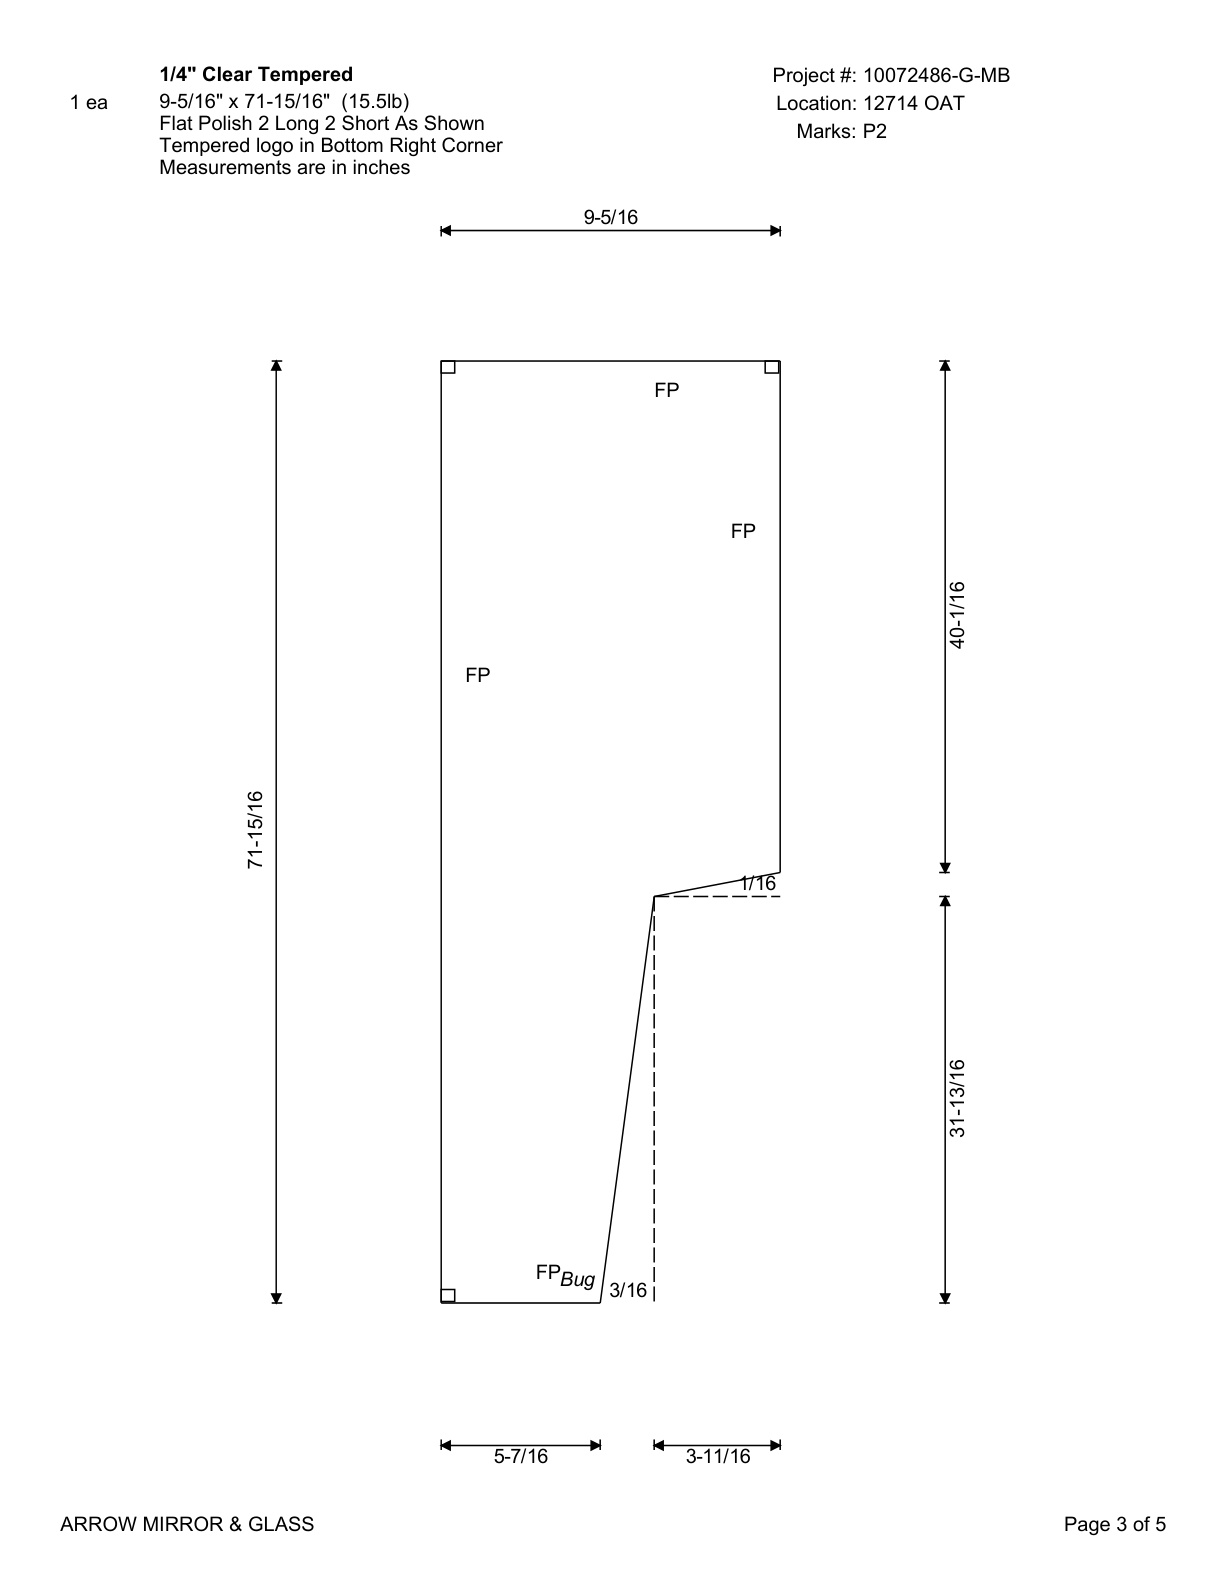 1/4" Clear Tempered
Project #: 10072486-G-MB
1 ea
9-5/16" x 71-15/16"  (15.5lb)
Location: 12714 OAT
Flat Polish 2 Long 2 Short As Shown
Marks: P2
Tempered logo in Bottom Right Corner
Measurements are in inches
9-5/16
FP
FP
40-1/16
FP
71-15/16
1/16
31-13/16
FP
Bug
3/16
5-7/16
3-11/16
ARROW MIRROR & GLASS
Page 3 of 5